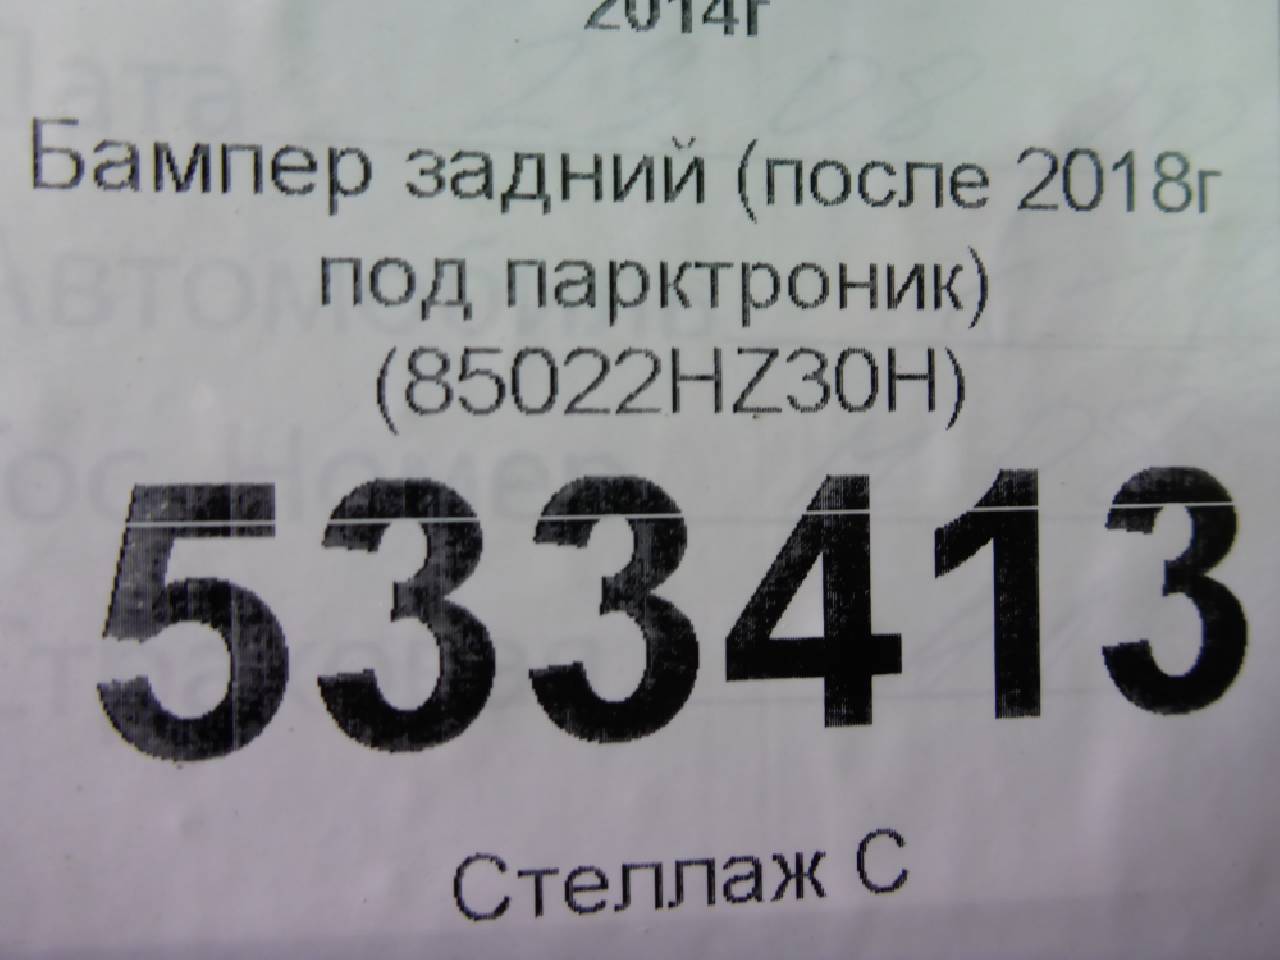 2014г
Бампер задний (после 2018г
под парктроник)
(85022HZ30H)
533413
Стеллаж С